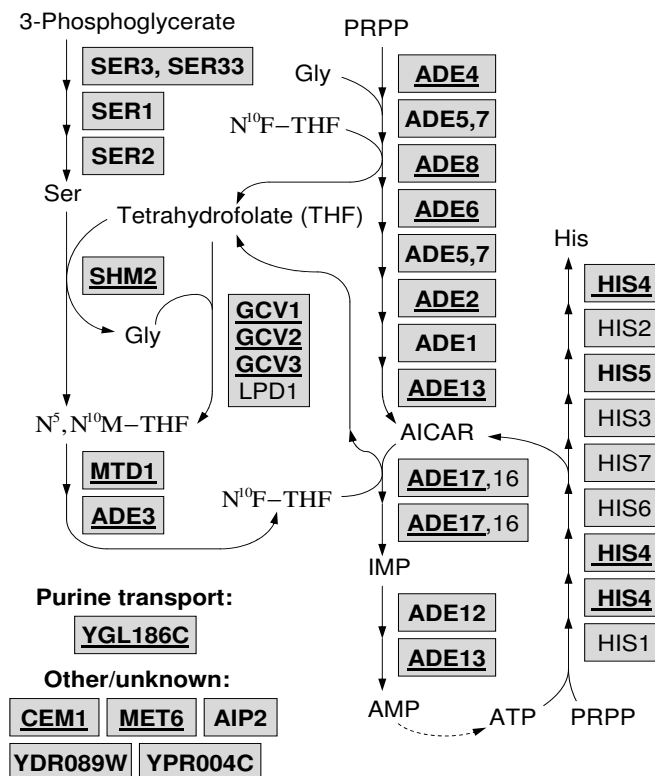 3-Phosphoglycerate
SER3, SER33
SER1
SER2
Ser
Tetrahydrofolate (THF)
SHM2
Gly
GCV1
GCV2
GCV3
LPD1
N⁵,N¹⁰M–THF
MTD1
ADE3
N¹⁰F–THF
PRPP
Gly
N¹⁰F–THF
ADE4
ADE5,7
ADE8
ADE6
ADE5,7
ADE2
ADE1
ADE13
AICAR
ADE17,16
ADE17,16
IMP
ADE12
ADE13
AMP
ATP
PRPP
His
HIS4
HIS2
HIS5
HIS3
HIS7
HIS6
HIS4
HIS4
HIS1
Purine transport:
YGL186C
Other/unknown:
CEM1 MET6 AIP2
YDR089W YPR004C